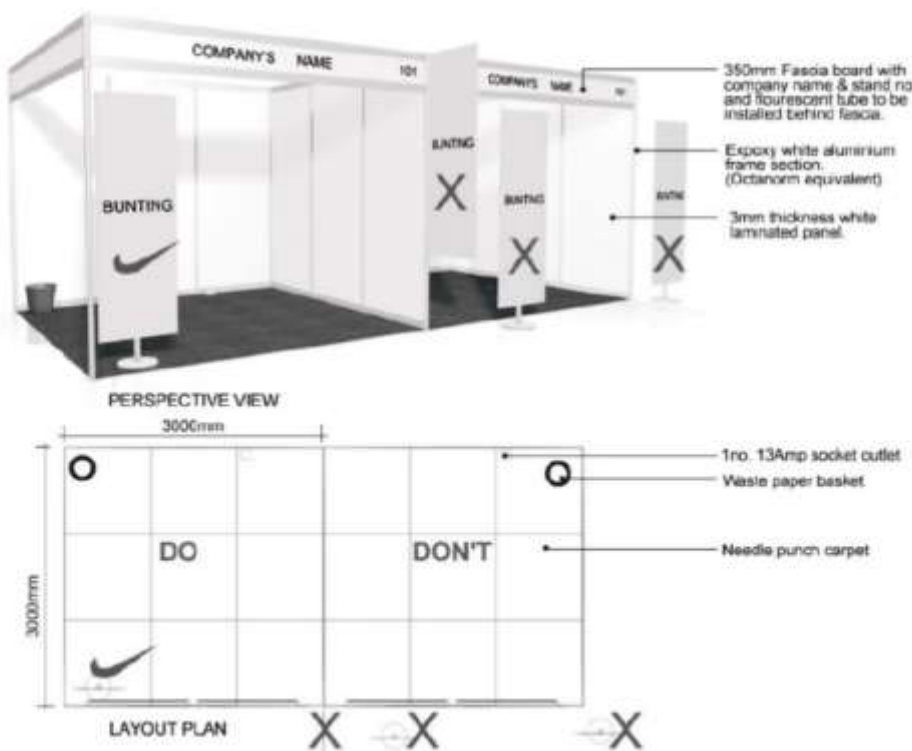 COMPANY'S NAME 101
COMPANY'S NAME
350mm Fascia board with
company name & stand no
and flourescent tube to be
installed behind fascia.
BUNTING
BUNTING
BUNTING
Expoxy white aluminium
frame section.
(Octanorm equivalent)
3mm thickness white
laminated panel.
X
X
X
PERSPECTIVE VIEW
3000mm
3000mm
1no. 13Amp socket outlet
Waste paper basket
DO
DON'T
Needle punch carpet
LAYOUT PLAN
X
X
X